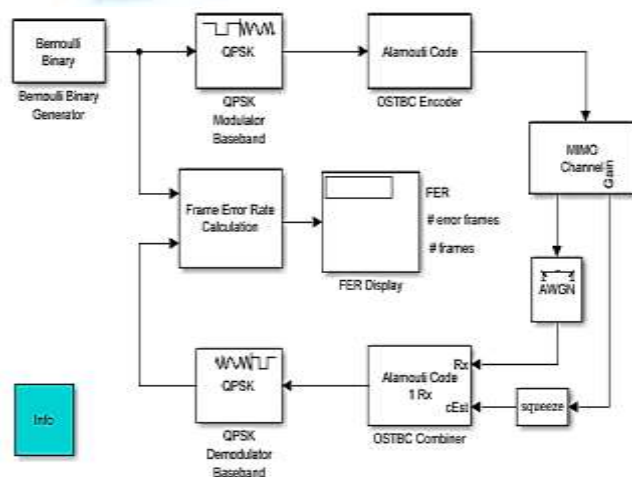 Bernoulli
Binary
Bernoulli Binary
Generator
QPSK
QPSK
Modulator
Baseband
Alamouti Code
OSTBC Encoder
MIMO
Channel
Gain
Frame Error Rate
Calculation
FER
# error frames
# frames
FER Display
AWGN
Info
QPSK
QPSK
Demodulator
Baseband
Rx
Alamouti Code
1 Rx
cEst
OSTBC Combiner
squeeze